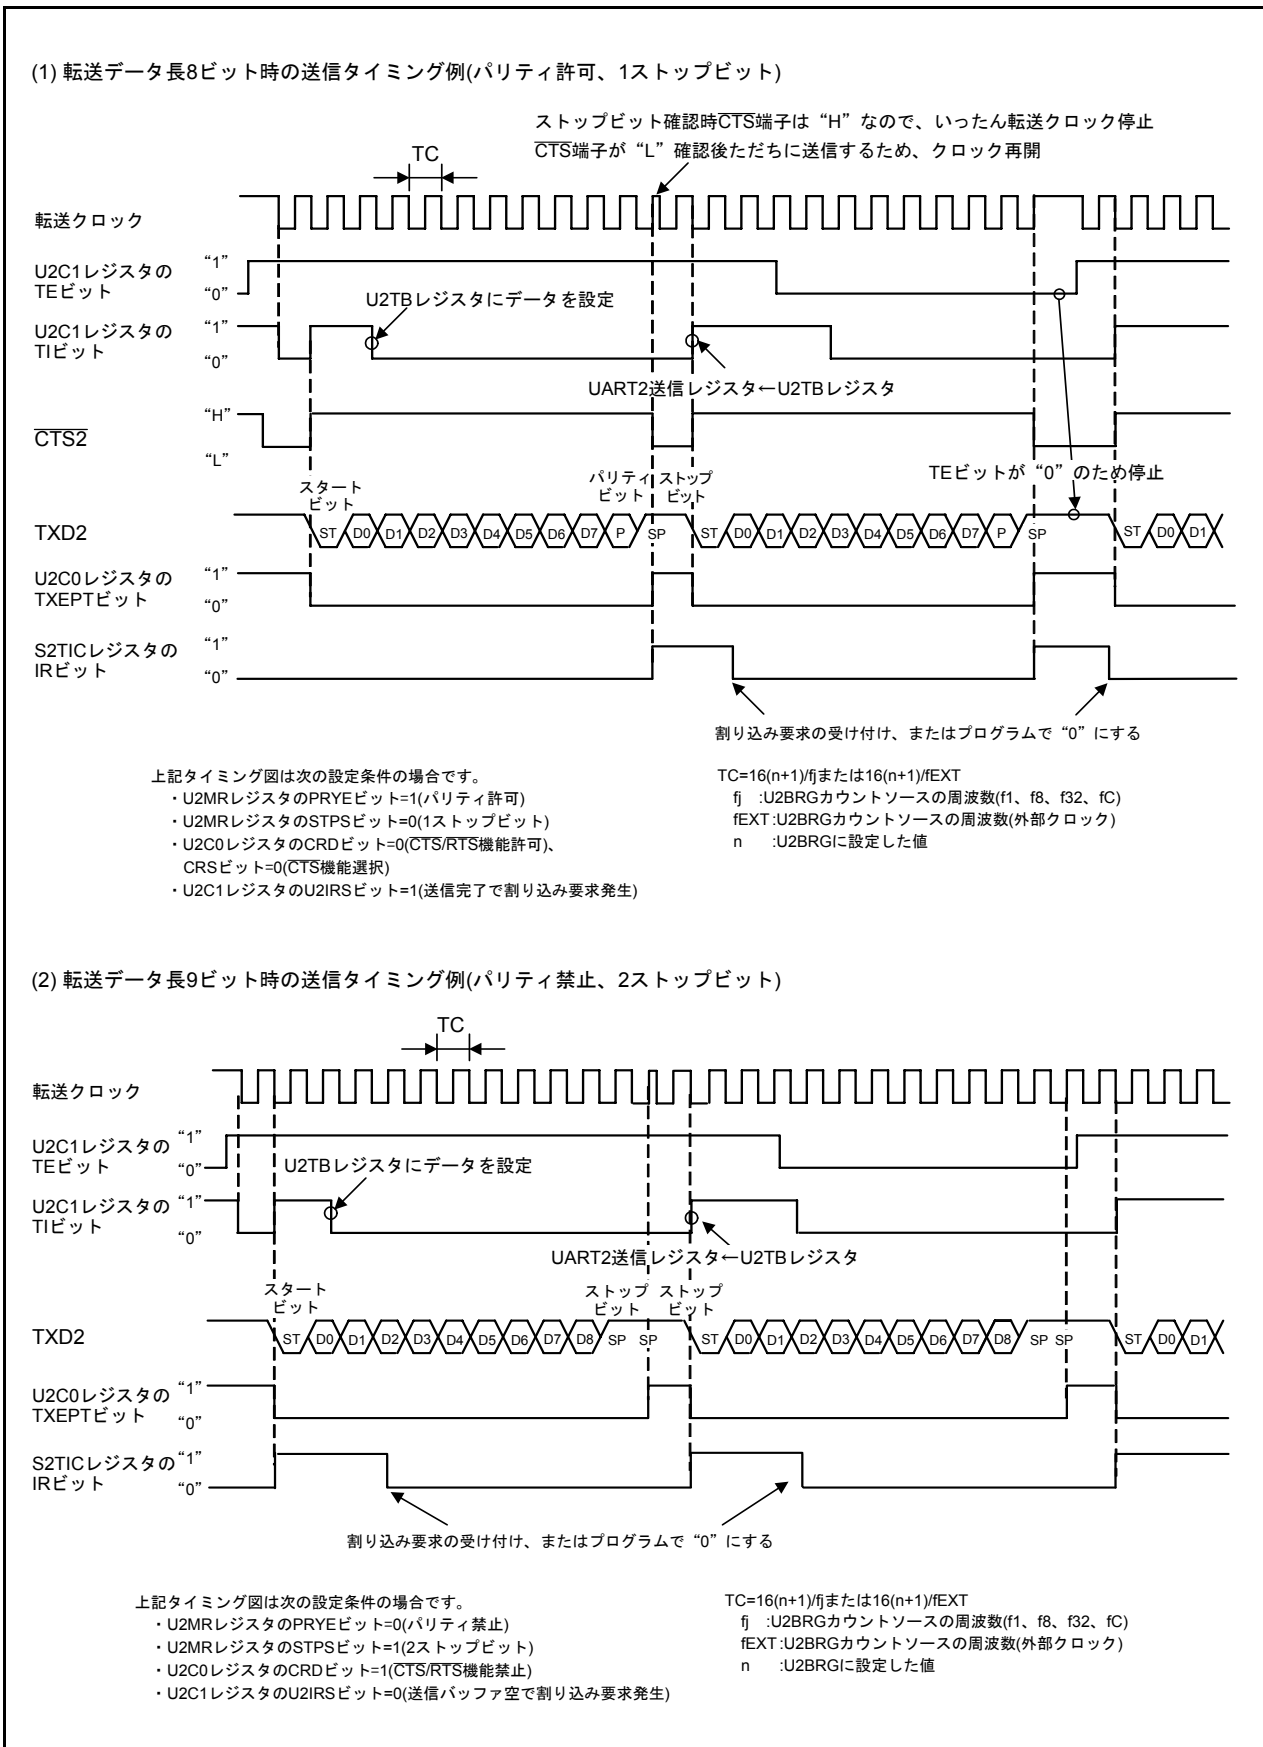 (1) 転送データ長8ビット時の送信タイミング例(パリティ許可、1ストップビット)
ストップビット確認時CTS端子は“H”なので、いったん転送クロック停止
CTS端子が“L”確認後ただちに送信するため、クロック再開
TC
転送クロック
U2C1レジスタの
TEビット
“1”
“0”
U2TBレジスタにデータを設定
U2C1レジスタの
TIビット
“1”
“0”
UART2送信レジスタ←U2TBレジスタ
CTS2
“H”
“L”
TEビットが“0”のため停止
スタート
ビット
パリティ
ビット
ストップ
ビット
TXD2
ST D0 D1 D2 D3 D4 D5 D6 D7 P SP ST D0 D1 D2 D3 D4 D5 D6 D7 P SP ST D0 D1
U2C0レジスタの
TXEPTビット
“1”
“0”
S2TICレジスタの
IRビット
“1”
“0”
割り込み要求の受け付け、またはプログラムで“0”にする
上記タイミング図は次の設定条件の場合です。
・U2MRレジスタのPRYEビット=1(パリティ許可)
・U2MRレジスタのSTPSビット=0(1ストップビット)
・U2C0レジスタのCRDビット=0(CTS/RTS機能許可)、
CRSビット=0(CTS機能選択)
・U2C1レジスタのU2IRSビット=1(送信完了で割り込み要求発生)
TC=16(n+1)/fjまたは16(n+1)/fEXT
fj :U2BRGカウントソースの周波数(f1、f8、f32、fC)
fEXT:U2BRGカウントソースの周波数(外部クロック)
n :U2BRGに設定した値
(2) 転送データ長9ビット時の送信タイミング例(パリティ禁止、2ストップビット)
TC
転送クロック
U2C1レジスタの
TEビット
“1”
“0”
U2TBレジスタにデータを設定
U2C1レジスタの
TIビット
“1”
“0”
UART2送信レジスタ←U2TBレジスタ
スタート
ビット
ストップ
ビット
ストップ
ビット
TXD2
ST D0 D1 D2 D3 D4 D5 D6 D7 D8 SP SP ST D0 D1 D2 D3 D4 D5 D6 D7 D8 SP SP ST D0 D1
U2C0レジスタの
TXEPTビット
“1”
“0”
S2TICレジスタの
IRビット
“1”
“0”
割り込み要求の受け付け、またはプログラムで“0”にする
上記タイミング図は次の設定条件の場合です。
・U2MRレジスタのPRYEビット=0(パリティ禁止)
・U2MRレジスタのSTPSビット=1(2ストップビット)
・U2C0レジスタのCRDビット=1(CTS/RTS機能禁止)
・U2C1レジスタのU2IRSビット=0(送信バッファ空で割り込み要求発生)
TC=16(n+1)/fjまたは16(n+1)/fEXT
fj :U2BRGカウントソースの周波数(f1、f8、f32、fC)
fEXT:U2BRGカウントソースの周波数(外部クロック)
n :U2BRGに設定した値